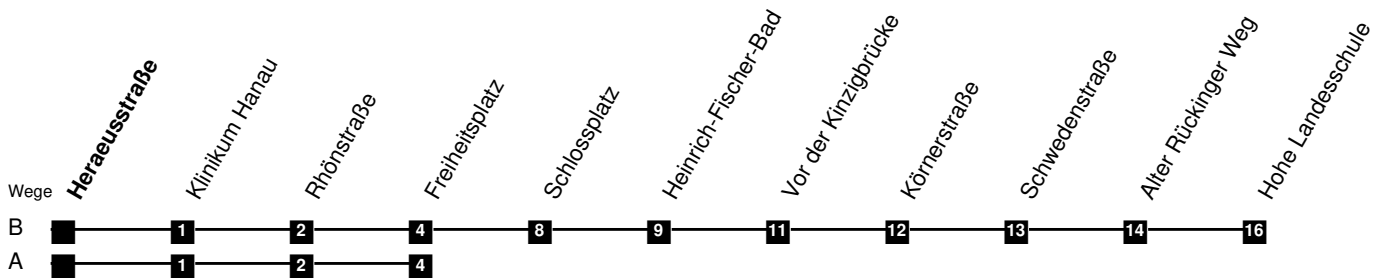 Wege
Heraeusstraße
Klinikum Hanau
Rhönstraße
Freiheitsplatz
Schlossplatz
Heinrich-Fischer-Bad
Vor der Kinzigbrücke
Körnerstraße
Schwedenstraße
Alter Rückinger Weg
Hohe Landesschule
B 1 2 4 8 9 11 12 13 14 16
A 1 2 4